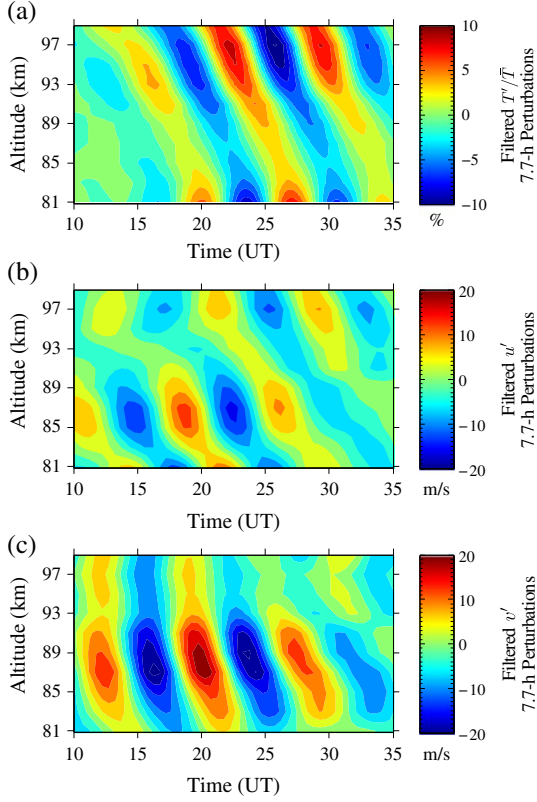 (a)
Altitude (km)
97
93
89
85
81
10 15 20 25 30 35
Time (UT)
10
5
0
−5
−10
%
Filtered T′/T̄
7.7-h Perturbations
(b)
Altitude (km)
97
93
89
85
81
10 15 20 25 30 35
Time (UT)
20
10
0
−10
−20
m/s
Filtered u′
7.7-h Perturbations
(c)
Altitude (km)
97
93
89
85
81
10 15 20 25 30 35
Time (UT)
20
10
0
−10
−20
m/s
Filtered v′
7.7-h Perturbations